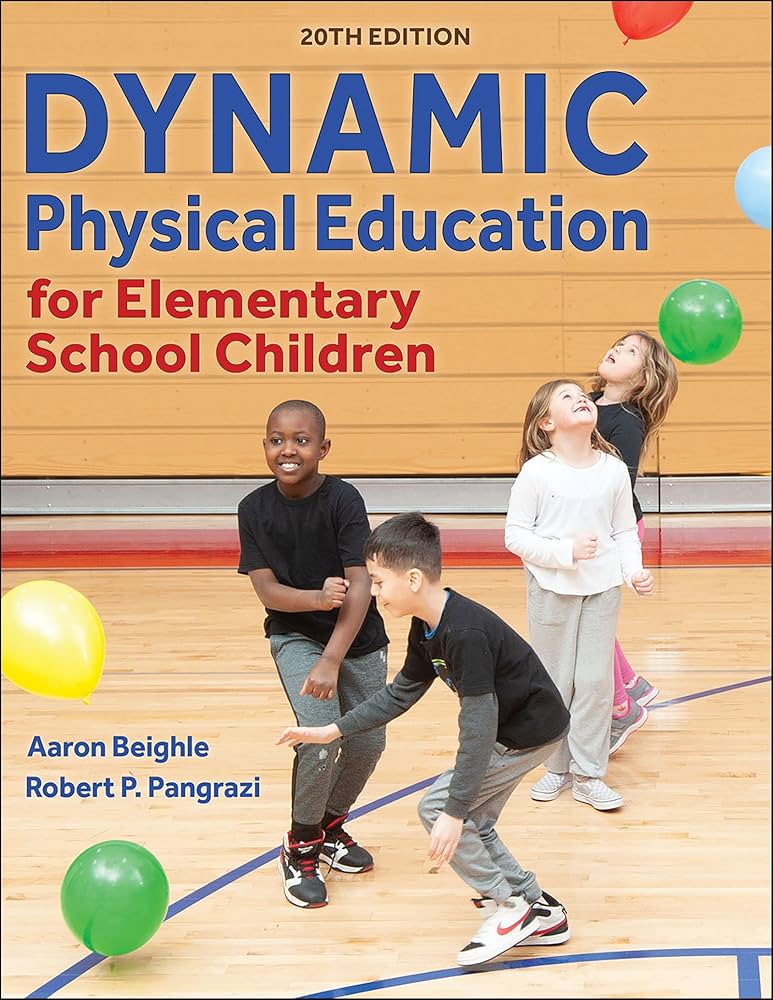 20TH EDITION
DYNAMIC
Physical Education
for Elementary
School Children
Aaron Beighle
Robert P. Pangrazi